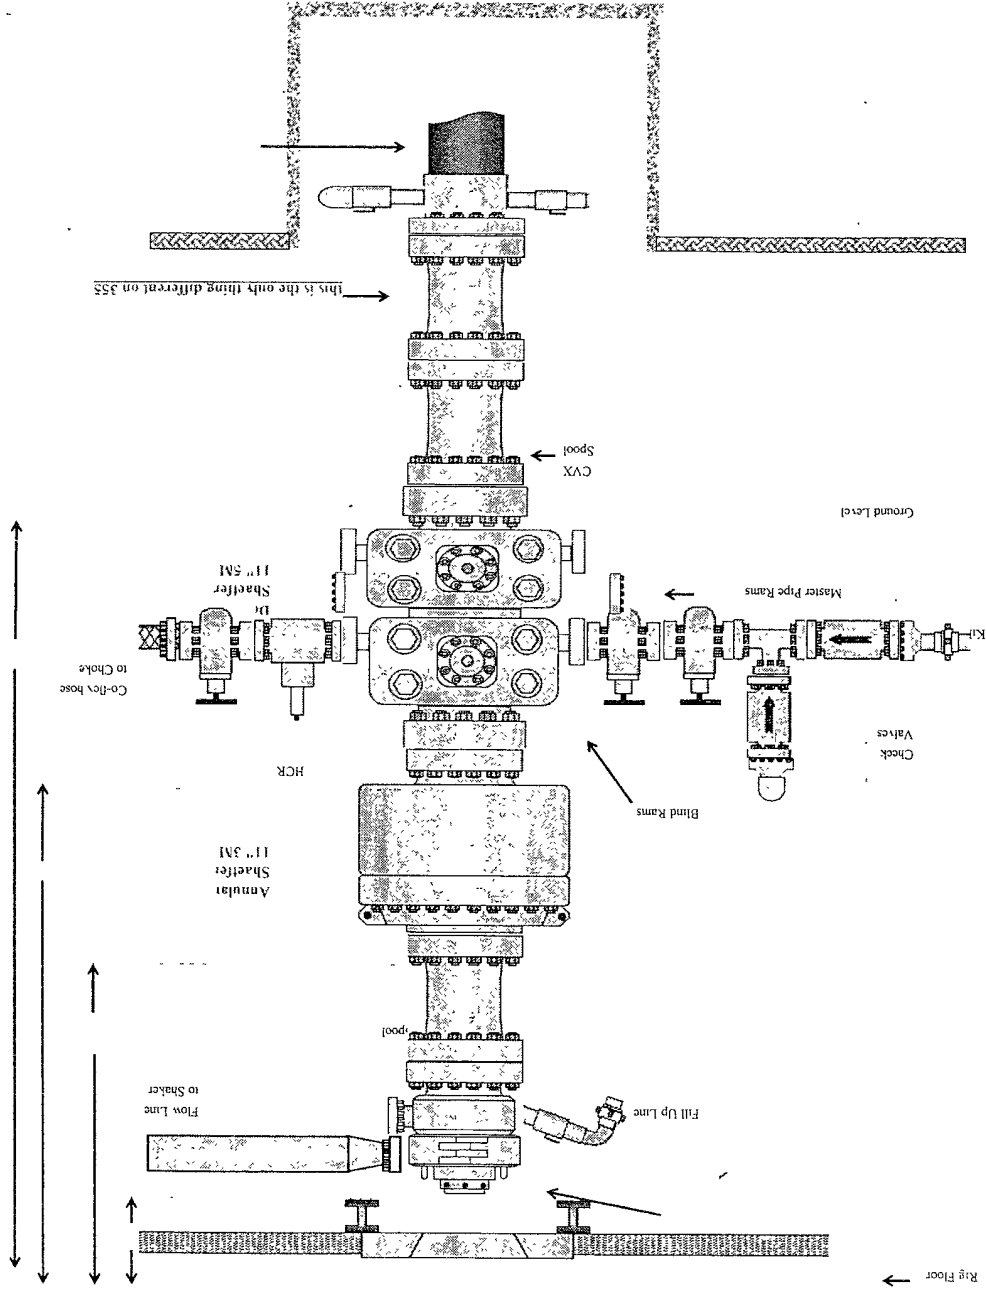 Rig Floor
Fill Up Line
Flow Line
to Shaker
Spool
Annular
Shaeffer
11" 3M
Blind Rams
HCR
Check
Valves
Co-flex hose
to Choke
Master Pipe Rams
Shaeffer
11" 5M
Ground Level
CVX
Spool
this is the only thing different on 355